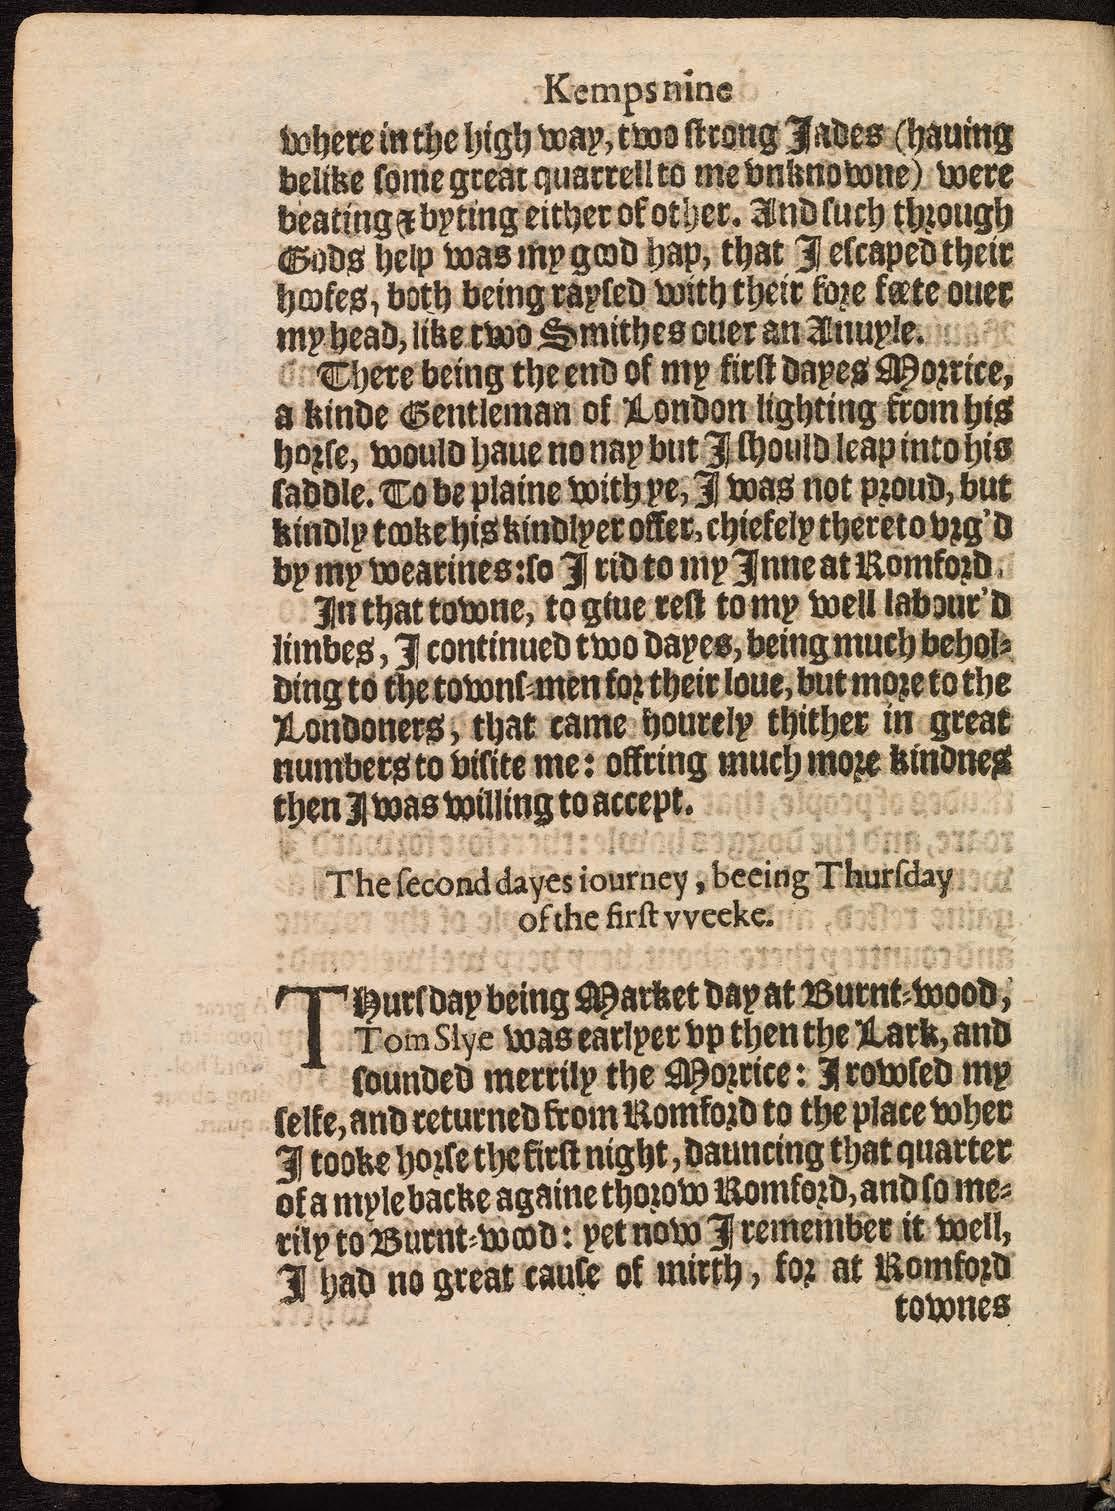 Kemps nine
where in the high way, two ſtrong Jades (hauing
belike ſome great quarrell to me vnknowne) were
beating & byting either of other. And ſuch through
Gods help was my good hap, that I eſcaped their
hoofes, both being rayſed with their fore feete ouer
my head, like two Smithes ouer an Anuyle.
There being the end of my firſt dayes Morrice,
a kinde Gentleman of London lighting from his
horſe, would haue no nay but I ſhould leap into his
ſaddle. To be plaine with ye, I was not proud, but
kindly tooke his kindlyer offer, chiefely thereto vrg'd
by my wearines: ſo I rid to my Inne at Romford.
In that towne, to giue reſt to my well labour'd
limbes, I continued two dayes, being much behol-
ding to the townſ-men for their loue, but more to the
Londoners, that came hourely thither in great
numbers to viſite me: offring much more kindnes
then I was willing to accept.
The ſecond dayes iourney, beeing Thurſday
of the firſt vveeke.
THurſday being Market day at Burnt-wood,
Tom Slye was earlyer vp then the Lark, and
ſounded merrily the Morrice: I rowſed my
ſelfe, and returned from Romford to the place wher
I tooke horſe the firſt night, dauncing that quarter
of a myle backe againe thorow Romford, and ſo me-
rily to Burnt-wood: yet now I remember it well,
I had no great cauſe of mirth, for at Romford
townes